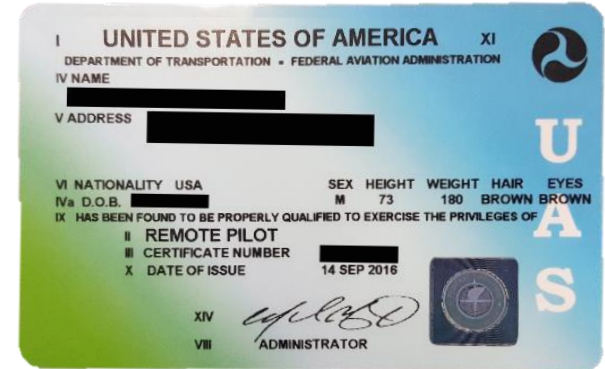 I UNITED STATES OF AMERICA XI
DEPARTMENT OF TRANSPORTATION • FEDERAL AVIATION ADMINISTRATION
IV NAME
V ADDRESS
VI NATIONALITY USA SEX HEIGHT WEIGHT HAIR EYES
IVa D.O.B. M 73 180 BROWN BROWN
IX HAS BEEN FOUND TO BE PROPERLY QUALIFIED TO EXERCISE THE PRIVILEGES OF
II REMOTE PILOT
III CERTIFICATE NUMBER
X DATE OF ISSUE 14 SEP 2016
XIV
VIII ADMINISTRATOR
UAS